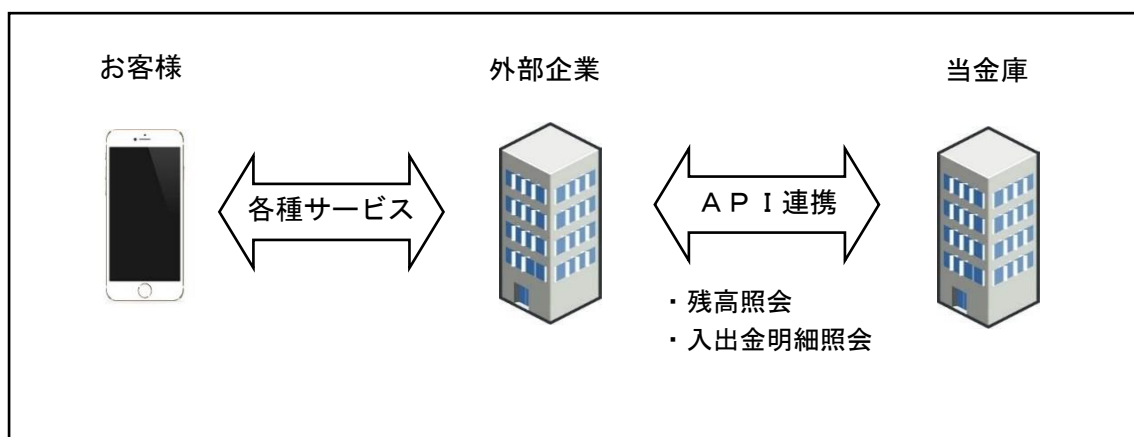 お客様
外部企業
当金庫
各種サービス
ＡＰＩ連携
・残高照会
・入出金明細照会